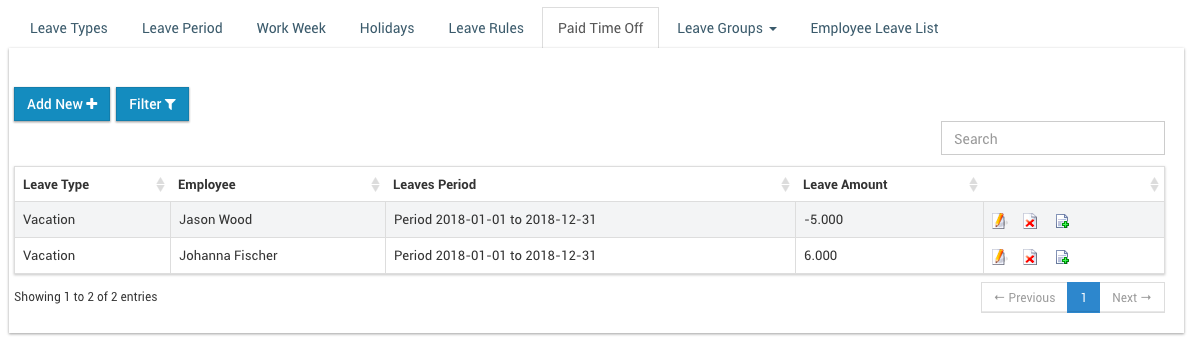 Leave Types Leave Period Work Week Holidays Leave Rules Paid Time Off Leave Groups Employee Leave List
Add New Filter
Search
Leave Type Employee Leaves Period Leave Amount
Vacation Jason Wood Period 2018-01-01 to 2018-12-31 -5.000
Vacation Johanna Fischer Period 2018-01-01 to 2018-12-31 6.000
Showing 1 to 2 of 2 entries ← Previous 1 Next →